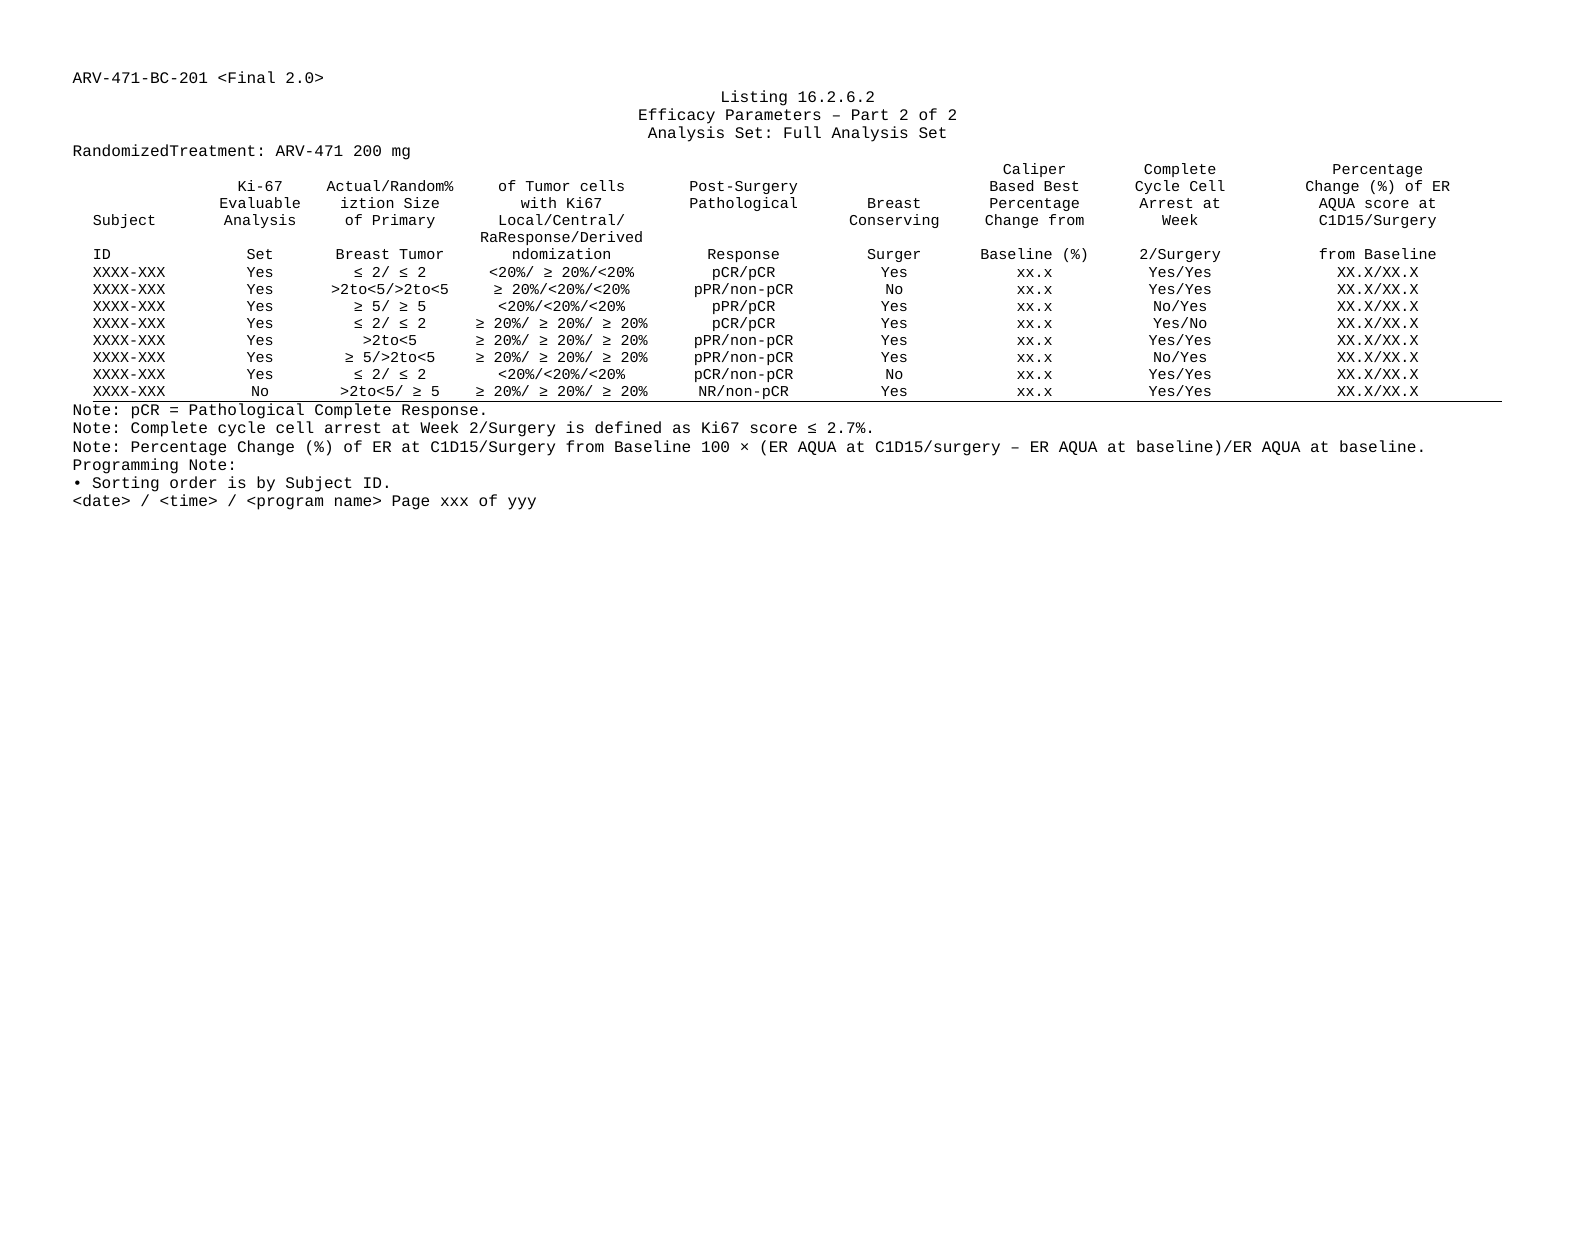 ARV-471-BC-201 <Final 2.0>
Listing 16.2.6.2
Efficacy Parameters – Part 2 of 2
Analysis Set: Full Analysis Set
RandomizedTreatment: ARV-471 200 mg
Caliper Complete Percentage
Ki-67 Actual/Random% of Tumor cells Post-Surgery Based Best Cycle Cell Change (%) of ER
Evaluable iztion Size with Ki67 Pathological Breast Percentage Arrest at AQUA score at
Subject Analysis of Primary Local/Central/ Conserving Change from Week C1D15/Surgery
RaResponse/Derived
ID Set Breast Tumor ndomization Response Surger Baseline (%) 2/Surgery from Baseline
XXXX-XXX Yes ≤ 2/ ≤ 2 <20%/ ≥ 20%/<20% pCR/pCR Yes xx.x Yes/Yes XX.X/XX.X
XXXX-XXX Yes >2to<5/>2to<5 ≥ 20%/<20%/<20% pPR/non-pCR No xx.x Yes/Yes XX.X/XX.X
XXXX-XXX Yes ≥ 5/ ≥ 5 <20%/<20%/<20% pPR/pCR Yes xx.x No/Yes XX.X/XX.X
XXXX-XXX Yes ≤ 2/ ≤ 2 ≥ 20%/ ≥ 20%/ ≥ 20% pCR/pCR Yes xx.x Yes/No XX.X/XX.X
XXXX-XXX Yes >2to<5 ≥ 20%/ ≥ 20%/ ≥ 20% pPR/non-pCR Yes xx.x Yes/Yes XX.X/XX.X
XXXX-XXX Yes ≥ 5/>2to<5 ≥ 20%/ ≥ 20%/ ≥ 20% pPR/non-pCR Yes xx.x No/Yes XX.X/XX.X
XXXX-XXX Yes ≤ 2/ ≤ 2 <20%/<20%/<20% pCR/non-pCR No xx.x Yes/Yes XX.X/XX.X
XXXX-XXX No >2to<5/ ≥ 5 ≥ 20%/ ≥ 20%/ ≥ 20% NR/non-pCR Yes xx.x Yes/Yes XX.X/XX.X
Note: pCR = Pathological Complete Response.
Note: Complete cycle cell arrest at Week 2/Surgery is defined as Ki67 score ≤ 2.7%.
Note: Percentage Change (%) of ER at C1D15/Surgery from Baseline 100 × (ER AQUA at C1D15/surgery – ER AQUA at baseline)/ER AQUA at baseline.
Programming Note:
• Sorting order is by Subject ID.
<date> / <time> / <program name> Page xxx of yyy